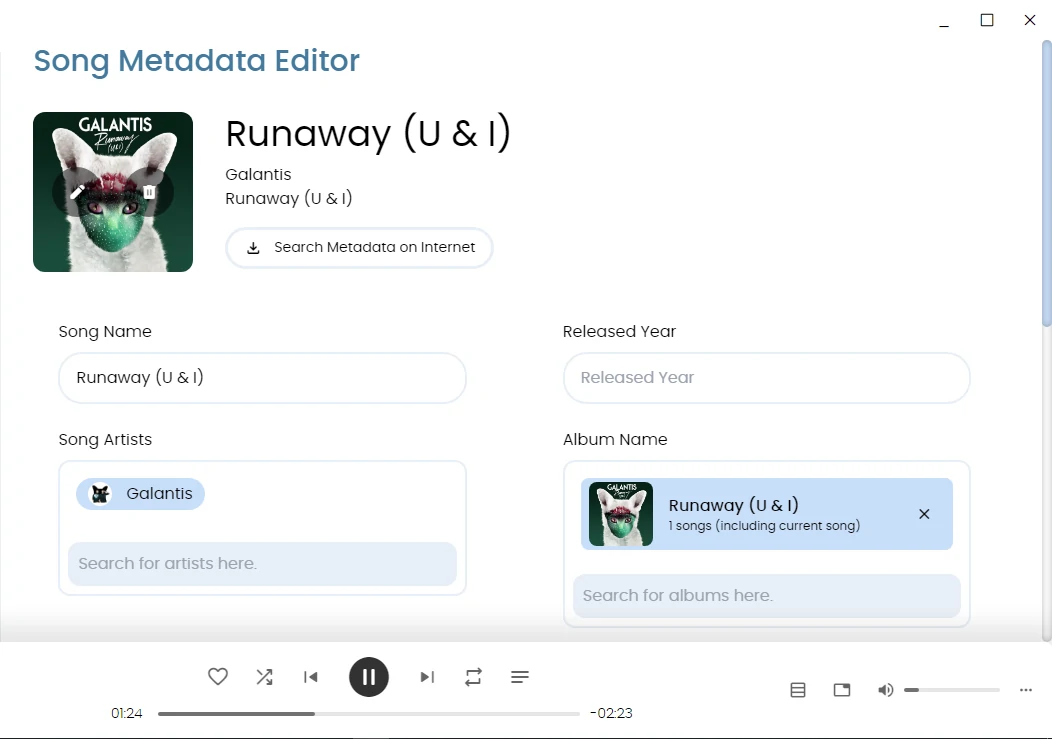 Song Metadata Editor
GALANTIS
Runaway
(U & I)
Runaway (U & I)
Galantis
Runaway (U & I)
Search Metadata on Internet
Song Name
Released Year
Runaway (U & I)
Released Year
Song Artists
Album Name
Galantis
GALANTIS
Runaway (U & I)
1 songs (including current song)
Search for artists here.
Search for albums here.
01:24
-02:23